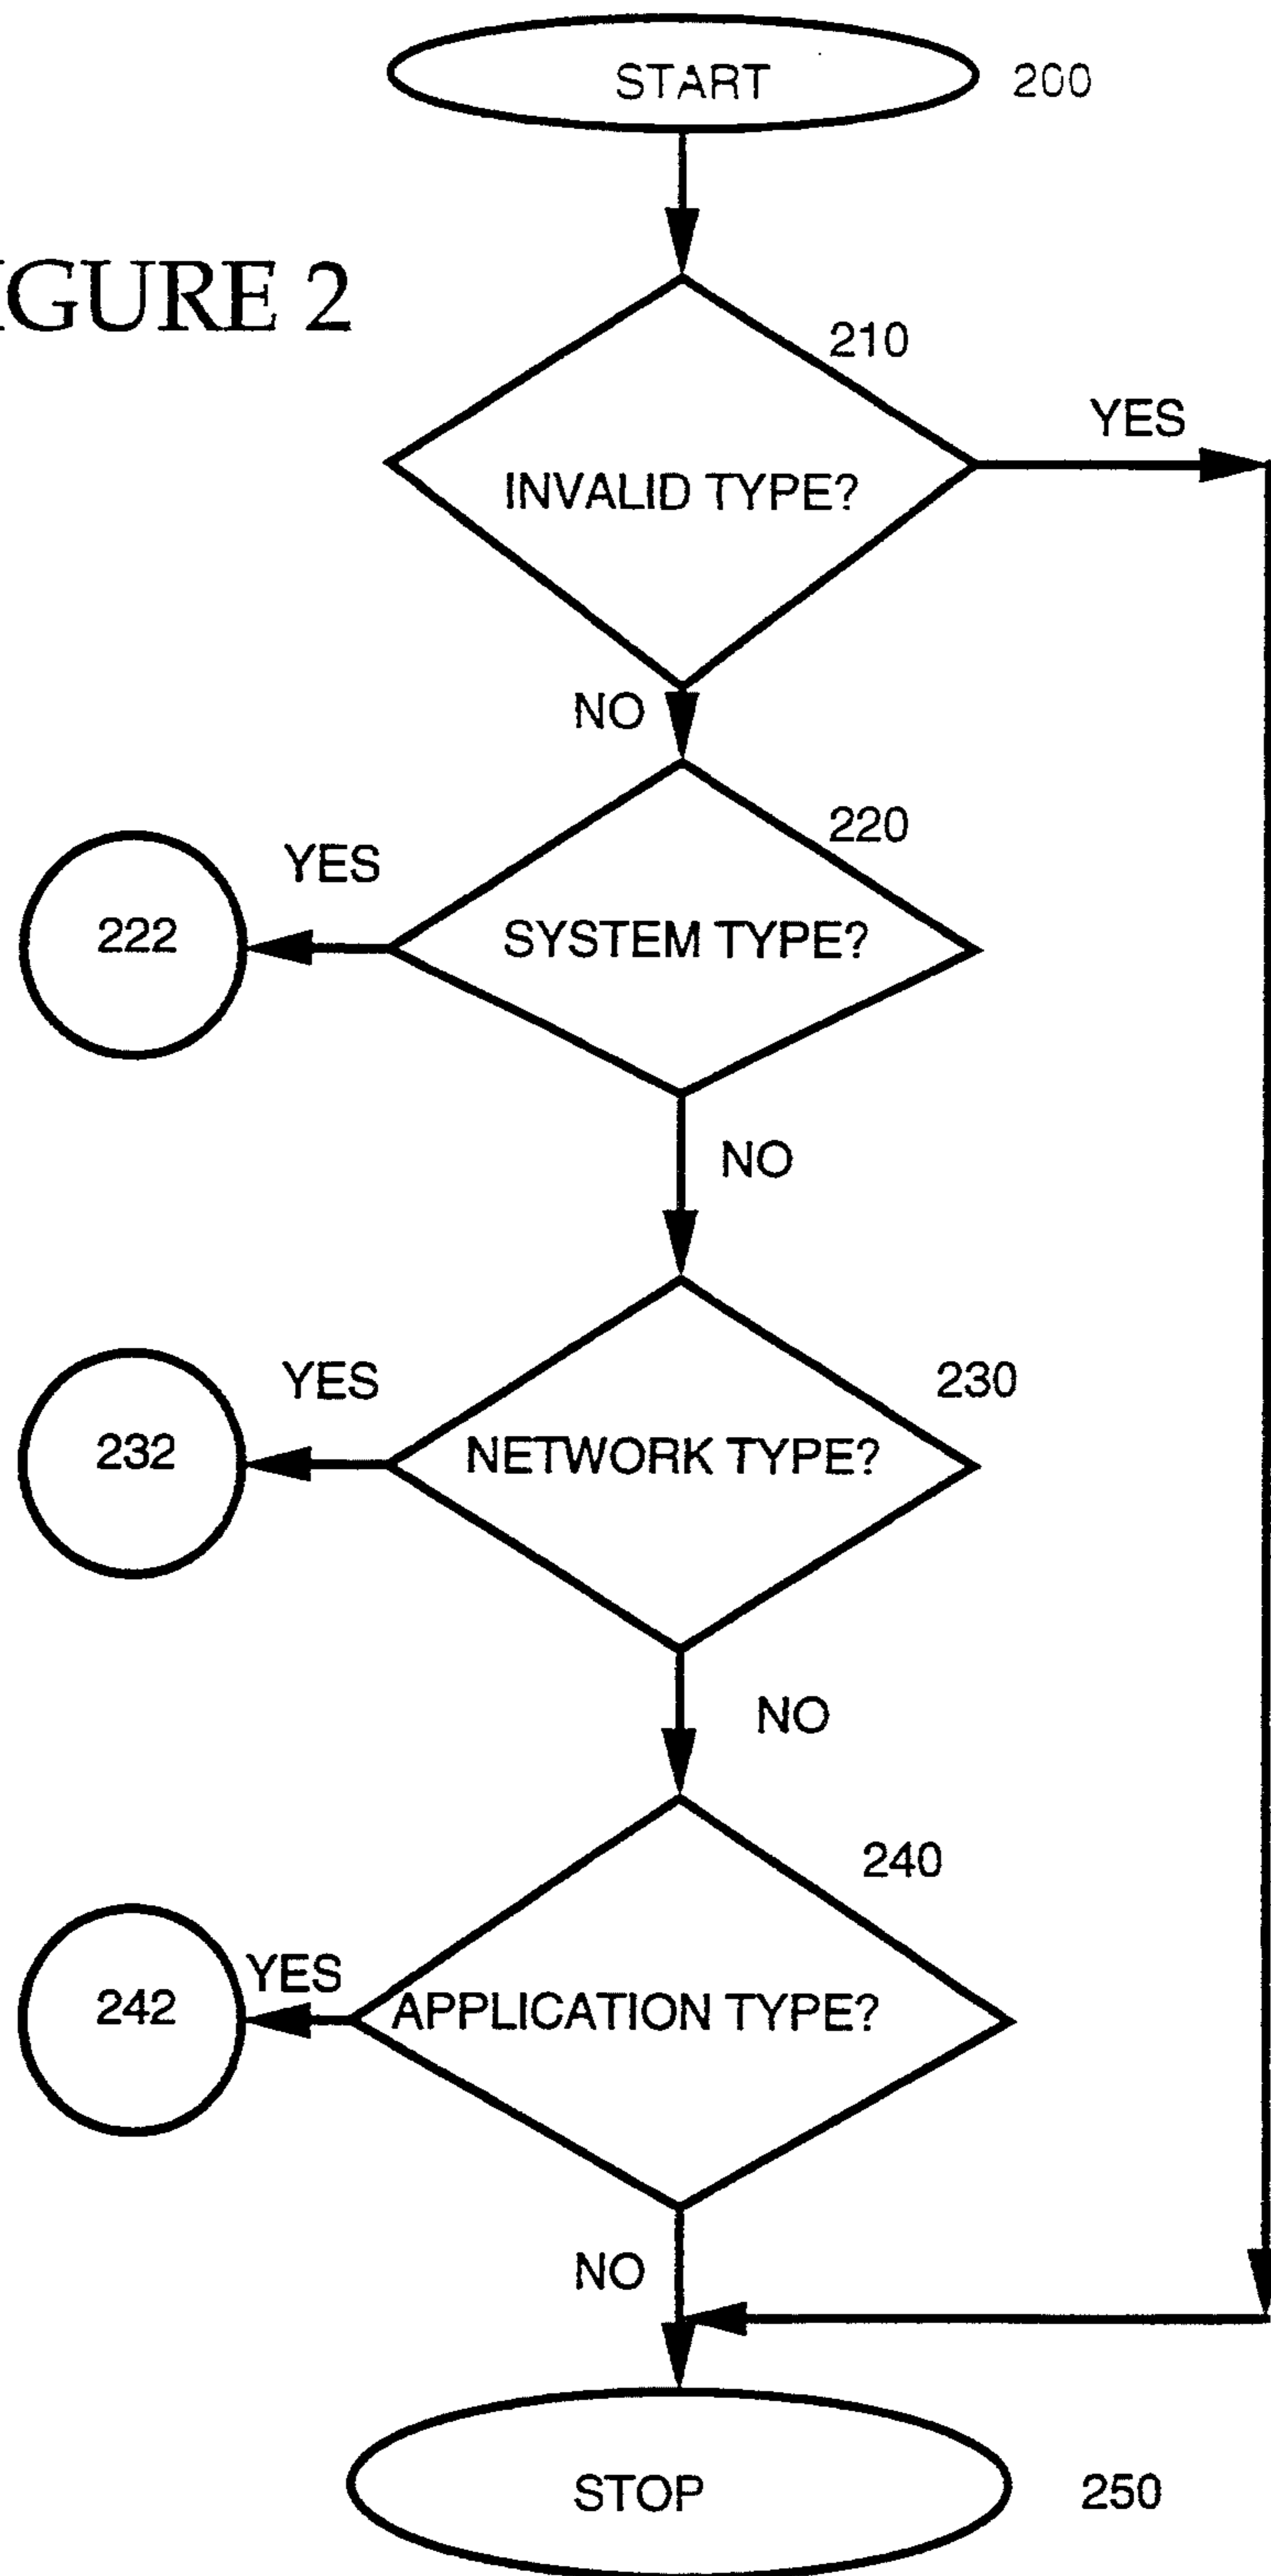 START
200
IGURE 2
210
YES
INVALID TYPE?
NO
220
YES
222
SYSTEM TYPE?
NO
YES
230
232
NETWORK TYPE?
NO
240
YES
242
APPLICATION TYPE?
NO
STOP
250